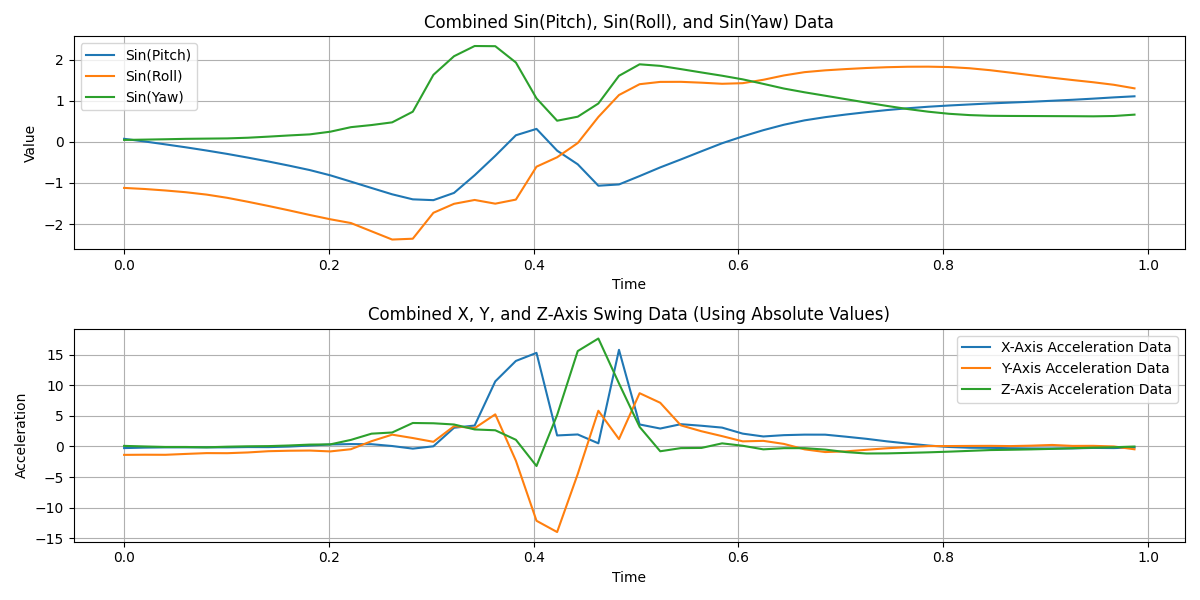 Combined Sin(Pitch), Sin(Roll), and Sin(Yaw) Data
Sin(Pitch)
Sin(Roll)
Sin(Yaw)
Value
2
1
0
−1
−2
0.0 0.2 0.4 0.6 0.8 1.0
Time
Combined X, Y, and Z-Axis Swing Data (Using Absolute Values)
X-Axis Acceleration Data
Y-Axis Acceleration Data
Z-Axis Acceleration Data
Acceleration
15
10
5
0
−5
−10
−15
0.0 0.2 0.4 0.6 0.8 1.0
Time